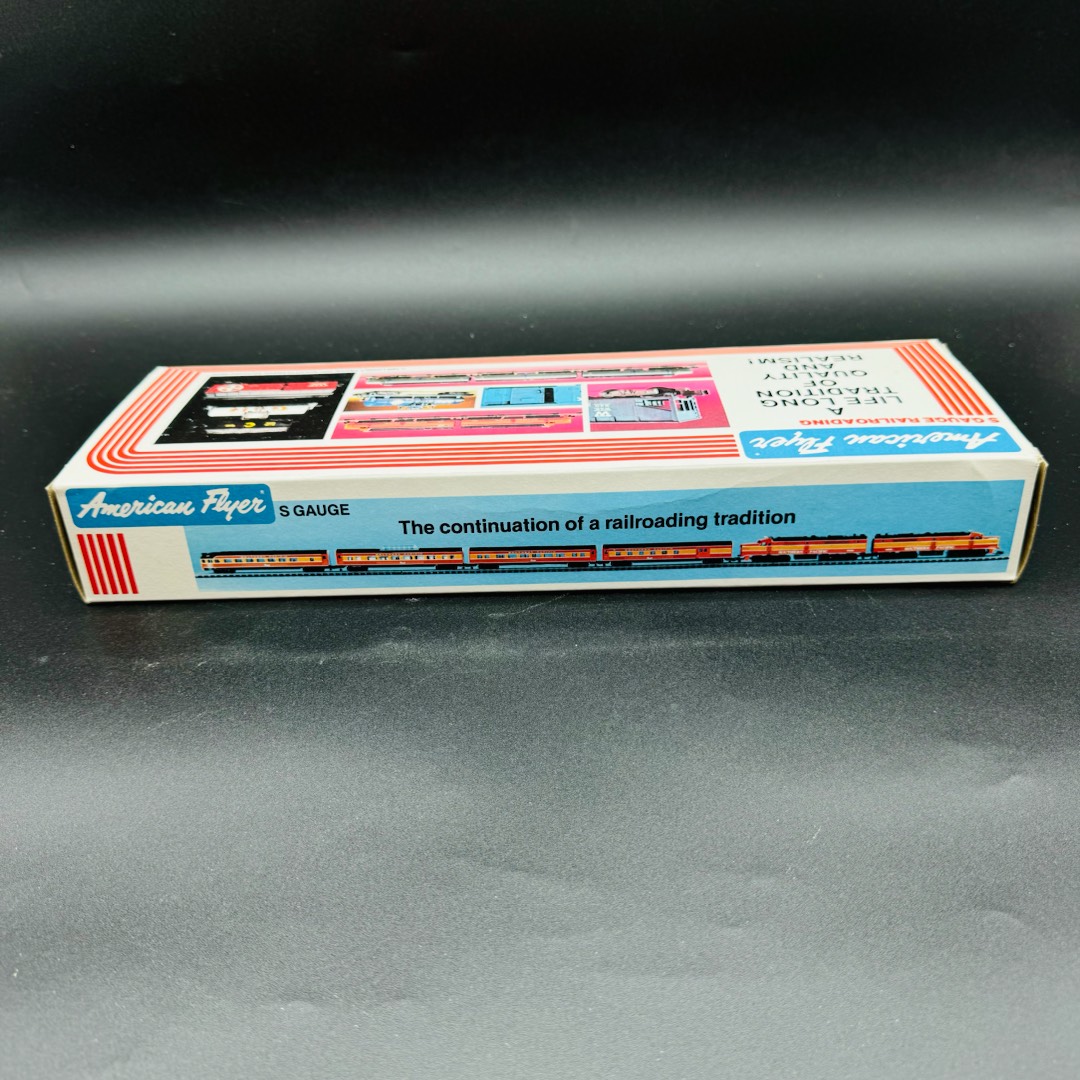 American Flyer
S GAUGE RAILROADING
A
LIFE LONG
TRADITION
OF
QUALITY
AND
REALISM!
American Flyer® S GAUGE
The continuation of a railroading tradition